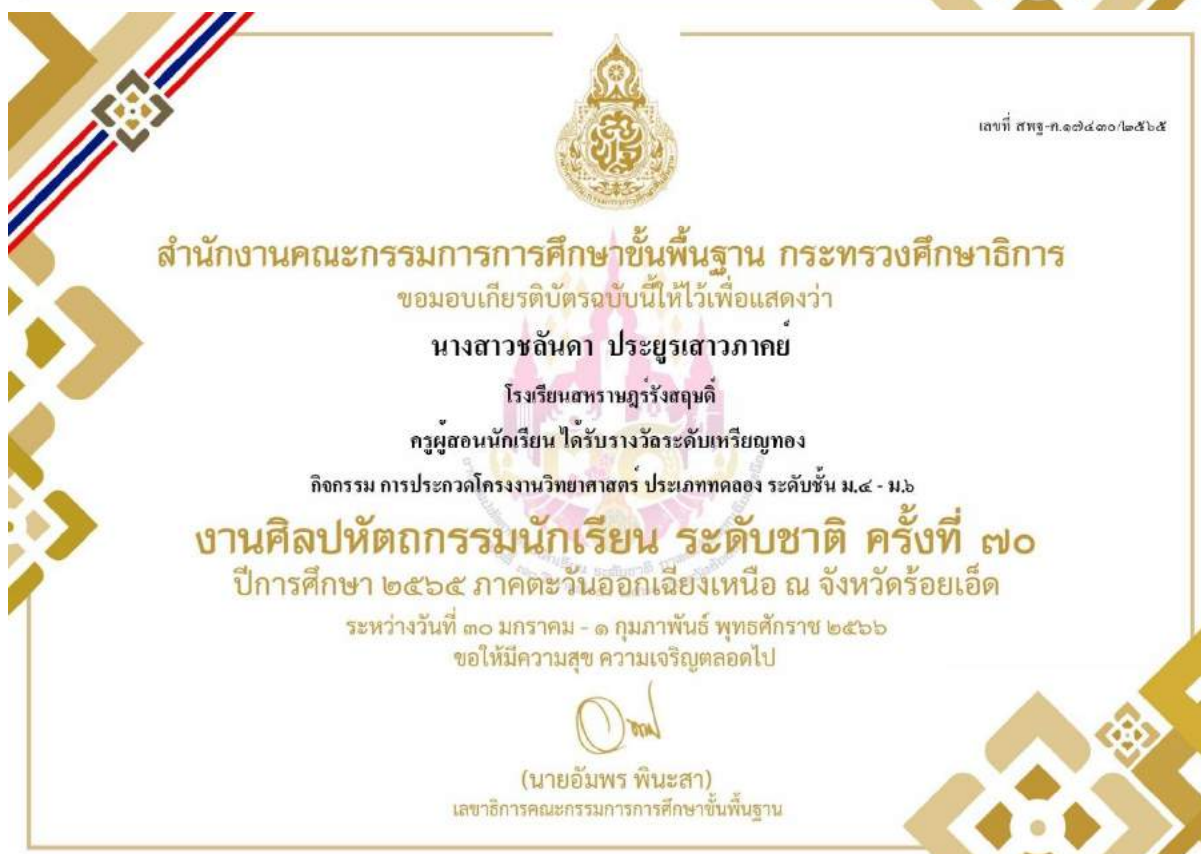 เลขที่ สพฐ-ก.๑๗๔๓๐/๒๕๖๕
สำนักงานคณะกรรมการการศึกษาขั้นพื้นฐาน กระทรวงศึกษาธิการ
ขอมอบเกียรติบัตรฉบับนี้ให้ไว้เพื่อแสดงว่า
นางสาวชลันดา ประยูรเสาวภาคย์
โรงเรียนสหราษฎร์รังสฤษดิ์
ครูผู้สอนนักเรียน ได้รับรางวัลระดับเหรียญทอง
กิจกรรม การประกวดโครงงานวิทยาศาสตร์ ประเภททดลอง ระดับชั้น ม.๔ - ม.๖
งานศิลปหัตถกรรมนักเรียน ระดับชาติ ครั้งที่ ๗๐
ปีการศึกษา ๒๕๖๕ ภาคตะวันออกเฉียงเหนือ ณ จังหวัดร้อยเอ็ด
ระหว่างวันที่ ๓๐ มกราคม - ๑ กุมภาพันธ์ พุทธศักราช ๒๕๖๖
ขอให้มีความสุข ความเจริญตลอดไป
(นายอัมพร พินะสา)
เลขาธิการคณะกรรมการการศึกษาขั้นพื้นฐาน